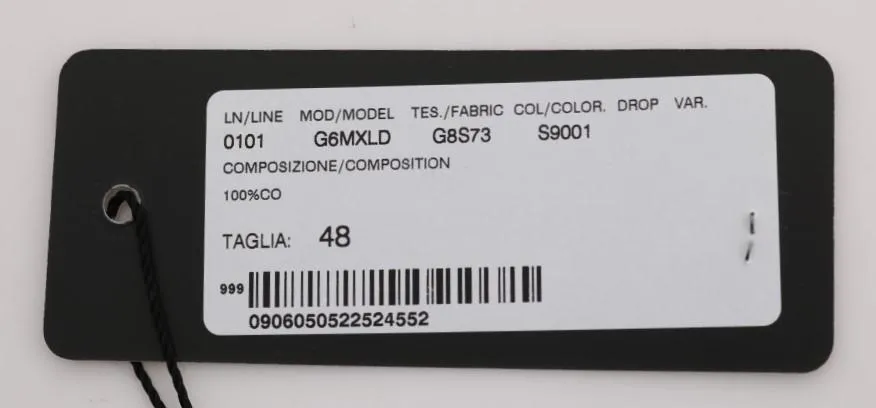 LN/LINE MOD/MODEL TES./FABRIC COL/COLOR. DROP VAR.
0101 G6MXLD G8S73 S9001
COMPOSIZIONE/COMPOSITION
100%CO
TAGLIA: 48
999
0906050522524552